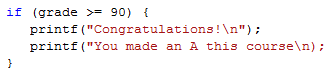 if (grade >= 90) {
printf("Congratulations!\n");
printf("You made an A this course\n);
}